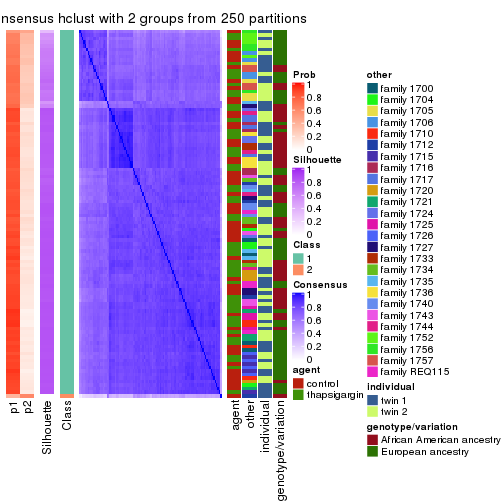 nsensus hclust with 2 groups from 250 partitions
p1
p2
Silhouette
Class
agent
other
individual
genotype/variation
Prob
1
0.8
0.6
0.4
0.2
0
Silhouette
1
0.8
0.6
0.4
0.2
0
Class
1
2
Consensus
1
0.8
0.6
0.4
0.2
0
agent
control
thapsigargin
other
family 1700
family 1704
family 1705
family 1706
family 1710
family 1712
family 1715
family 1716
family 1717
family 1720
family 1721
family 1724
family 1725
family 1726
family 1727
family 1733
family 1734
family 1735
family 1736
family 1740
family 1743
family 1744
family 1752
family 1756
family 1757
family REQ115
individual
twin 1
twin 2
genotype/variation
African American ancestry
European ancestry